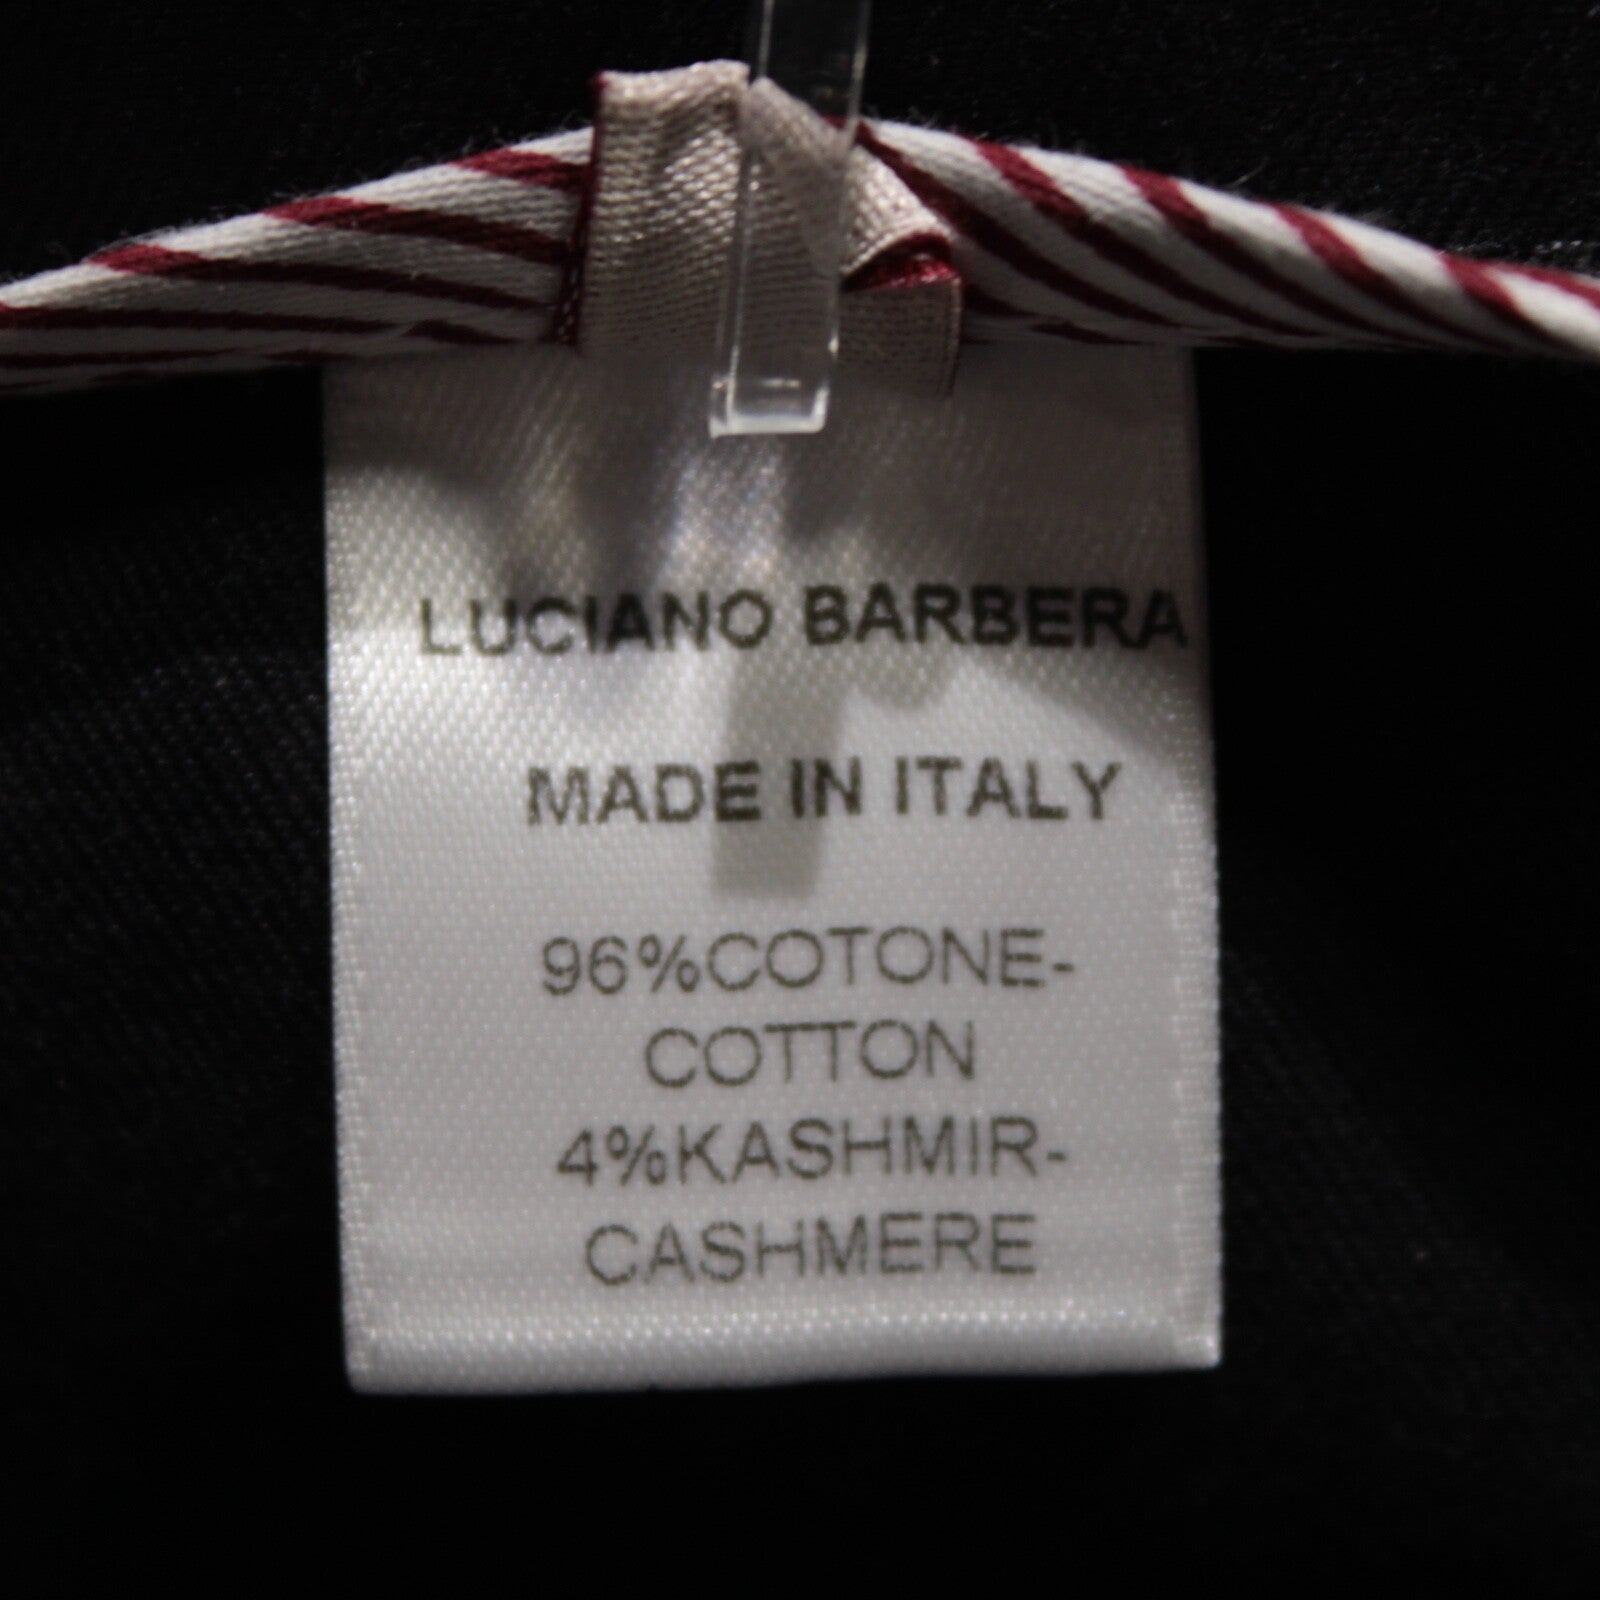 LUCIANO BARBERA
MADE IN ITALY
96%COTONE-
COTTON
4%KASHMIR-
CASHMERE